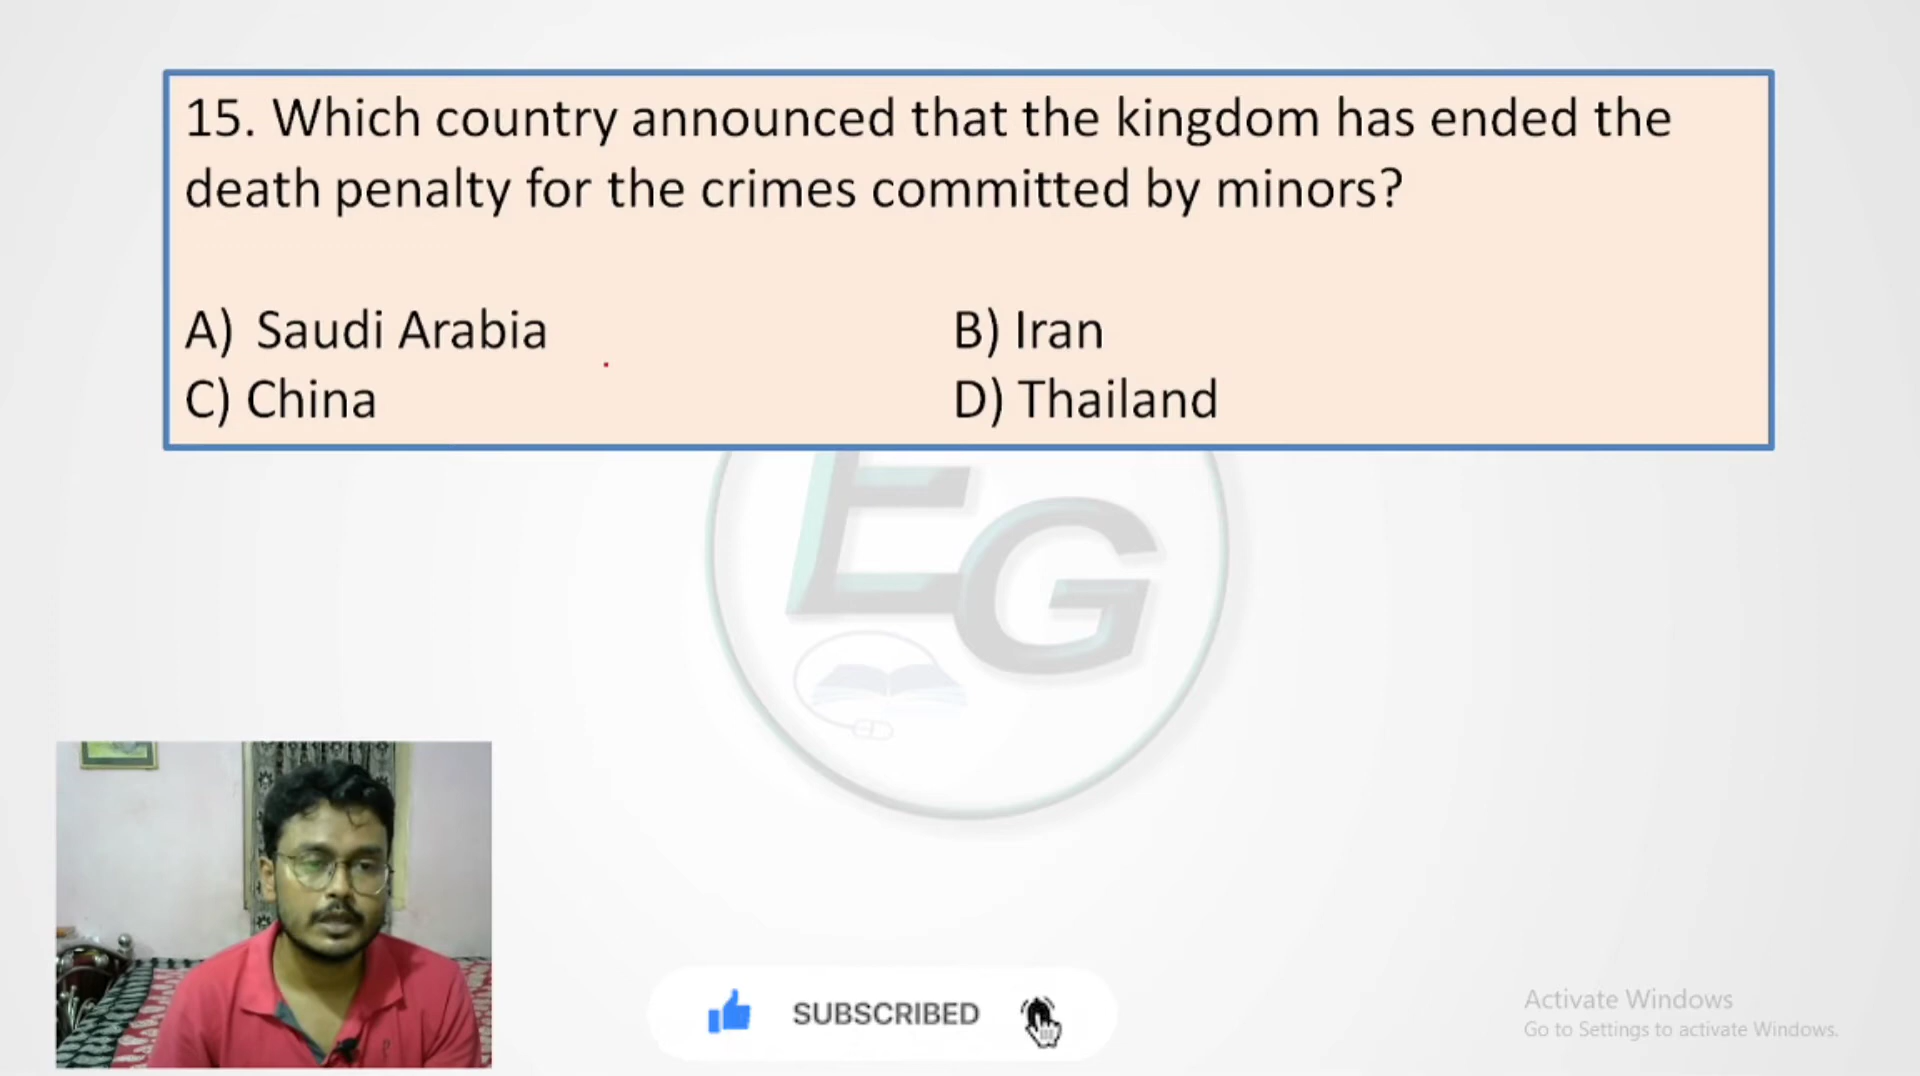 15. Which country announced that the kingdom has ended the
death penalty for the crimes committed by minors?
A) Saudi Arabia
B) Iran
C) China
D) Thailand
EG
SUBSCRIBED
Activate Windows
Go to Settings to activate Windows.